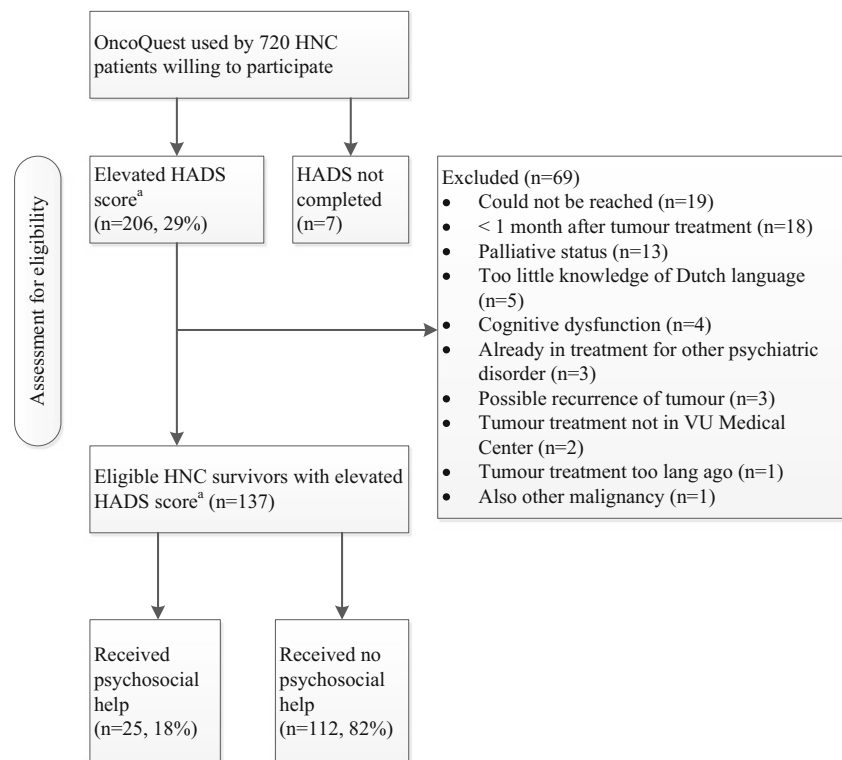 OncoQuest used by 720 HNC
patients willing to participate
Assessment for eligibility
Elevated HADS
scoreᵃ
(n=206, 29%)
HADS not
completed
(n=7)
Excluded (n=69)
• Could not be reached (n=19)
• < 1 month after tumour treatment (n=18)
• Palliative status (n=13)
• Too little knowledge of Dutch language
(n=5)
• Cognitive dysfunction (n=4)
• Already in treatment for other psychiatric
disorder (n=3)
• Possible recurrence of tumour (n=3)
• Tumour treatment not in VU Medical
Center (n=2)
• Tumour treatment too lang ago (n=1)
• Also other malignancy (n=1)
Eligible HNC survivors with elevated
HADS scoreᵃ (n=137)
Received
psychosocial
help
(n=25, 18%)
Received no
psychosocial help
(n=112, 82%)